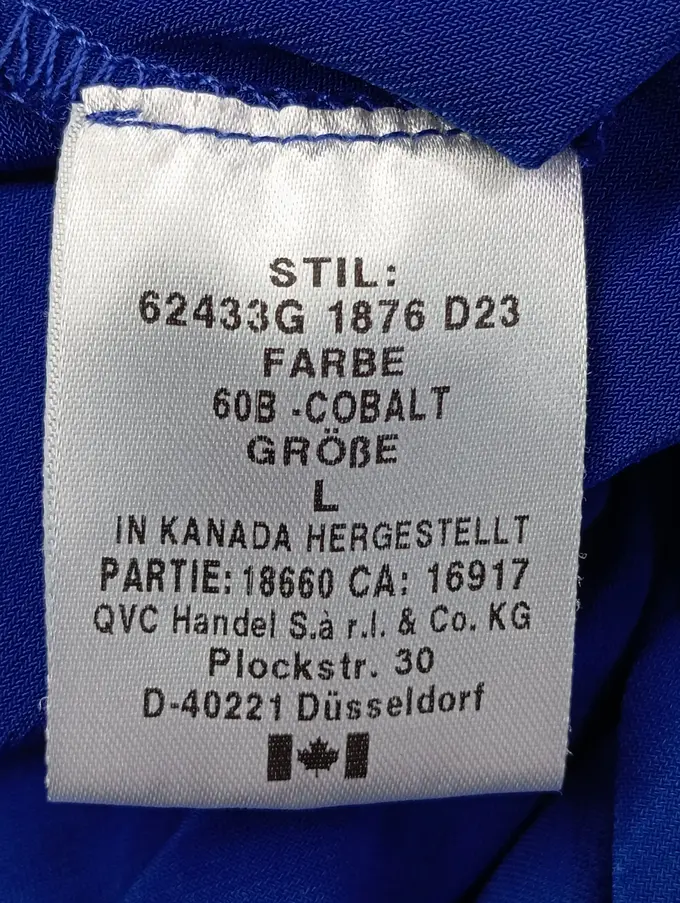 STIL:
62433G 1876 D23
FARBE
60B -COBALT
GRÖßE
L
IN KANADA HERGESTELLT
PARTIE: 18660 CA: 16917
QVC Handel S.à r.l. & Co. KG
Plockstr. 30
D-40221 Düsseldorf